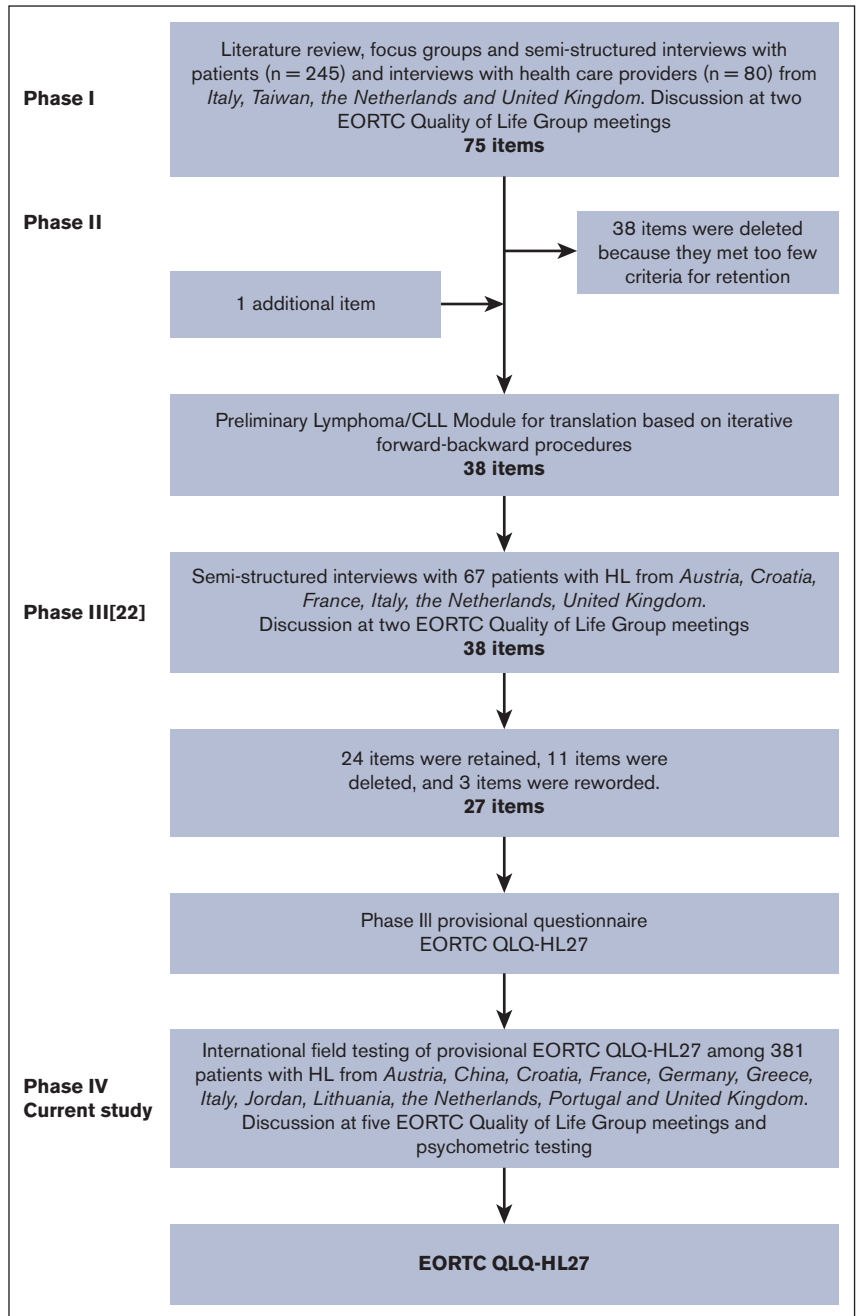 Phase I
Literature review, focus groups and semi-structured interviews with
patients (n = 245) and interviews with health care providers (n = 80) from
Italy, Taiwan, the Netherlands and United Kingdom. Discussion at two
EORTC Quality of Life Group meetings
75 items
Phase II
38 items were deleted
because they met too few
criteria for retention
1 additional item
Preliminary Lymphoma/CLL Module for translation based on iterative
forward-backward procedures
38 items
Phase III[22]
Semi-structured interviews with 67 patients with HL from Austria, Croatia,
France, Italy, the Netherlands, United Kingdom.
Discussion at two EORTC Quality of Life Group meetings
38 items
24 items were retained, 11 items were
deleted, and 3 items were reworded.
27 items
Phase III provisional questionnaire
EORTC QLQ-HL27
Phase IV
Current study
International field testing of provisional EORTC QLQ-HL27 among 381
patients with HL from Austria, China, Croatia, France, Germany, Greece,
Italy, Jordan, Lithuania, the Netherlands, Portugal and United Kingdom.
Discussion at five EORTC Quality of Life Group meetings and
psychometric testing
EORTC QLQ-HL27